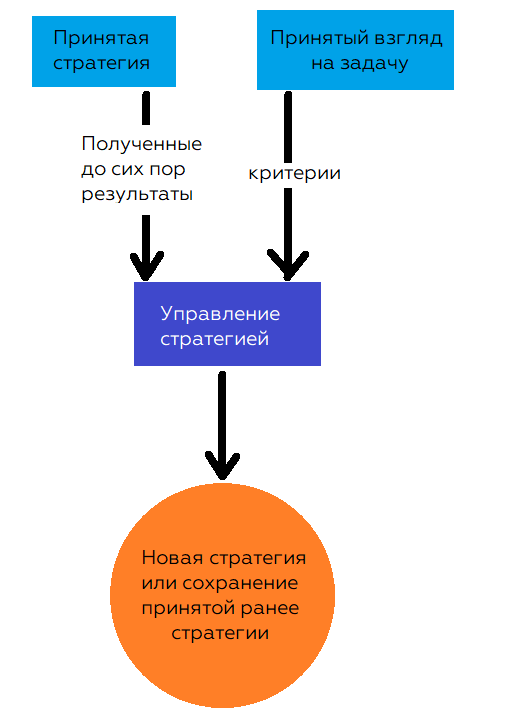 Принятая
стратегия
Принятый взгляд
на задачу
Полученные
до сих пор
результаты
критерии
Управление
стратегией
Новая стратегия
или сохранение
принятой ранее
стратегии